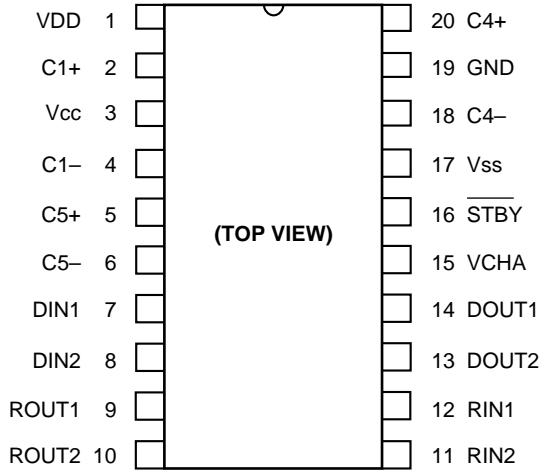 VDD 1
C1+ 2
Vcc 3
C1– 4
C5+ 5
C5– 6
DIN1 7
DIN2 8
ROUT1 9
ROUT2 10
(TOP VIEW)
20 C4+
19 GND
18 C4–
17 Vss
16 S̅T̅B̅Y̅
15 VCHA
14 DOUT1
13 DOUT2
12 RIN1
11 RIN2